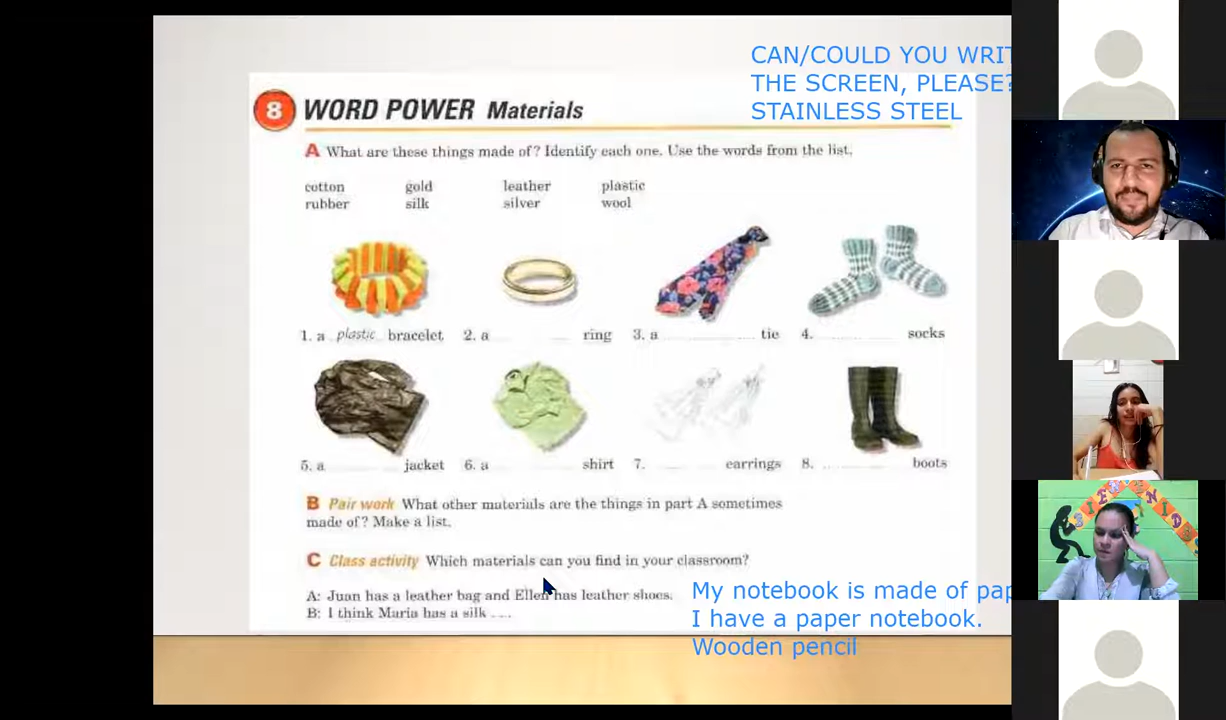 CAN/COULD YOU WRIT
THE SCREEN, PLEASE?
STAINLESS STEEL
8 WORD POWER Materials
A What are these things made of? Identify each one. Use the words from the list.
cotton gold leather plastic
rubber silk silver wool
1. a plastic bracelet 2. a ring 3. a tie 4. socks
5. a jacket 6. a shirt 7. earrings 8. boots
B Pair work What other materials are the things in part A sometimes
made of? Make a list.
C Class activity Which materials can you find in your classroom?
A: Juan has a leather bag and Ellen has leather shoes.
B: I think Maria has a silk ....
My notebook is made of pap
I have a paper notebook.
Wooden pencil